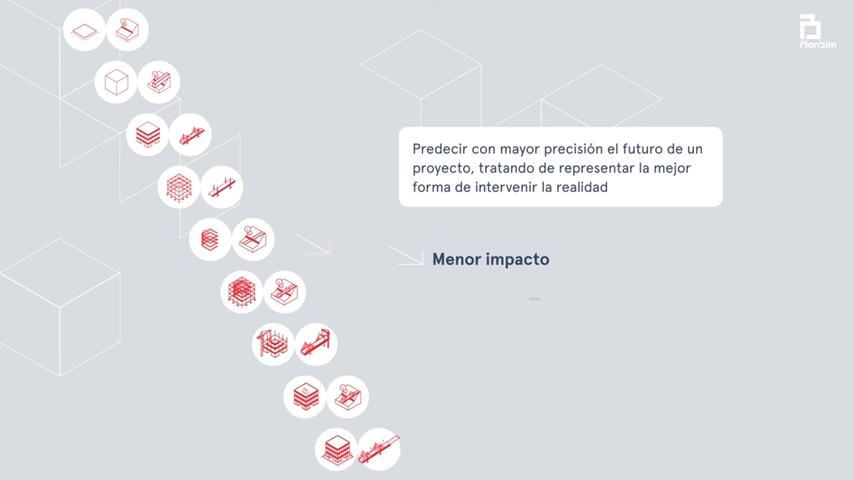 PlanBim
Predecir con mayor precisión el futuro de un
proyecto, tratando de representar la mejor
forma de intervenir la realidad
Menor impacto